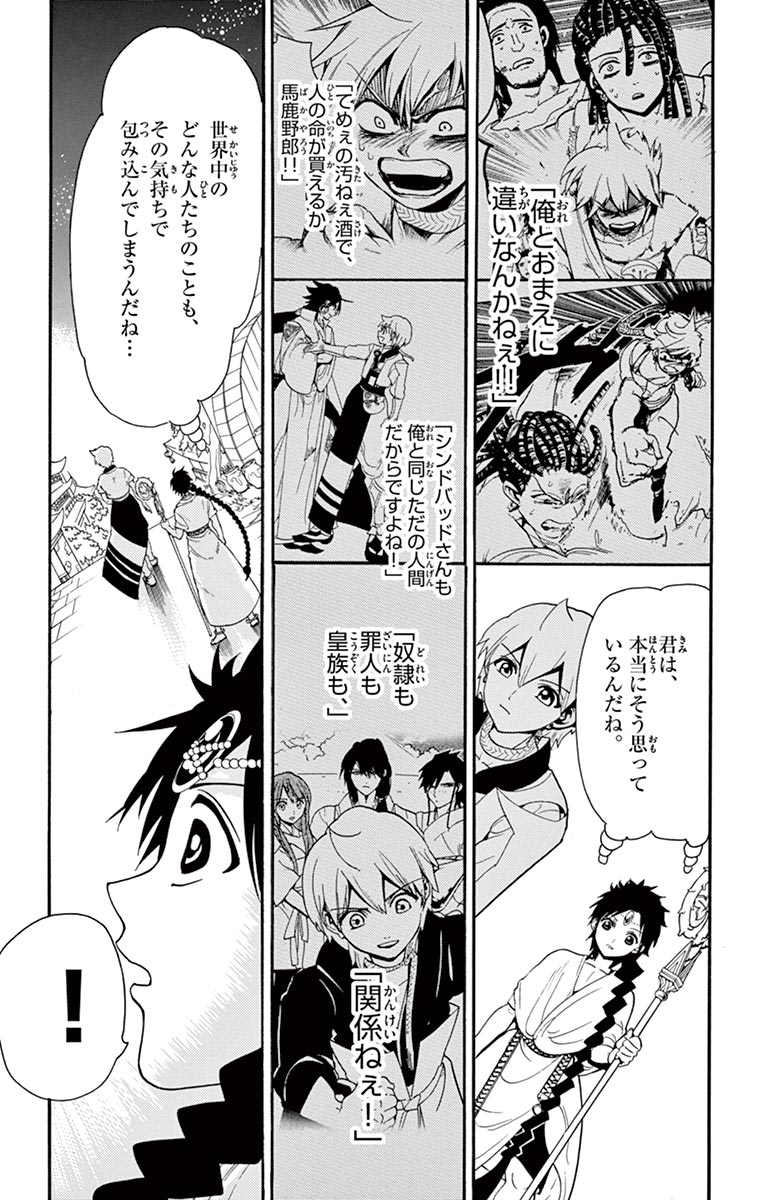 「俺とおまえに
違いなんかねぇ!!」
「てめぇの汚ねぇ酒で、
人の命が買えるか
馬鹿野郎!!」
「シンドバッドさんも
俺と同じただの人間
だからですよね!」
「奴隷も
罪人も
皇族も、」
「関係ねぇ!」
君は、
本当にそう思って
いるんだね。
世界中の
どんな人たちのことも、
その気持ちで
包み込んでしまうんだね…
!